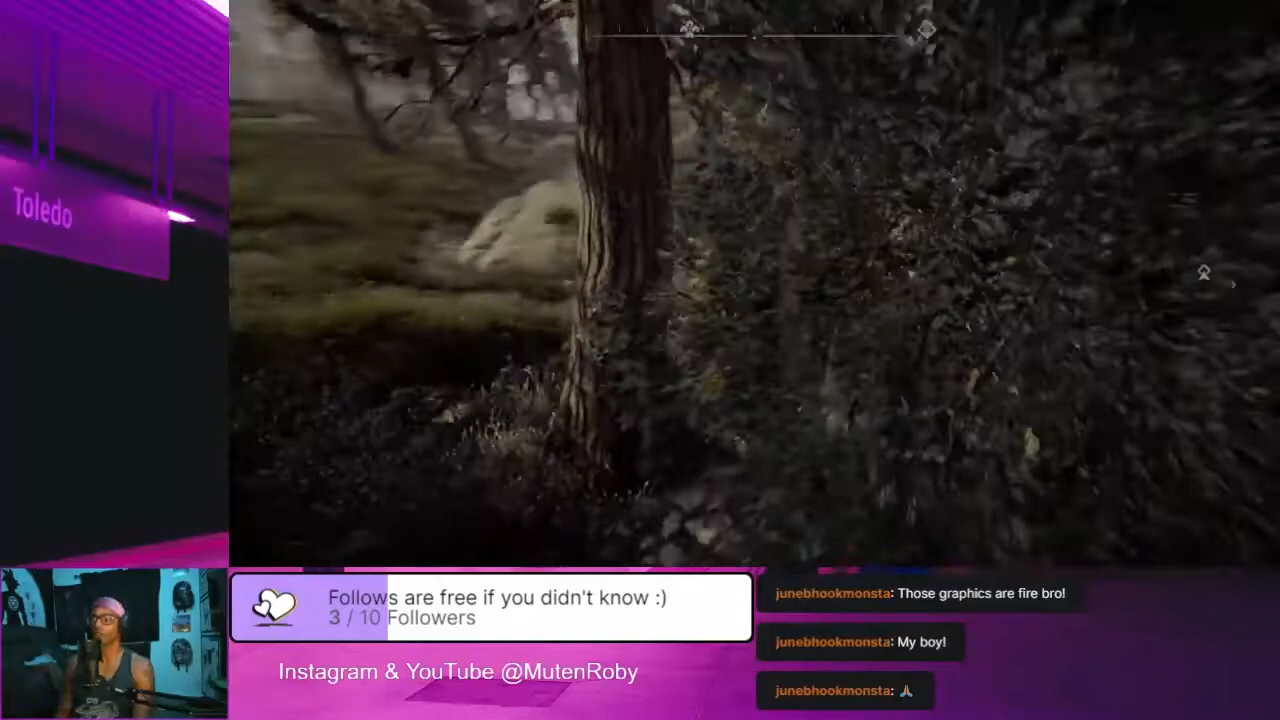 Toledo
Follows are free if you didn't know :)
3 / 10 Followers
Instagram & YouTube @MutenRoby
junebhookmonsta: Those graphics are fire bro!
junebhookmonsta: My boy!
junebhookmonsta: 🙏